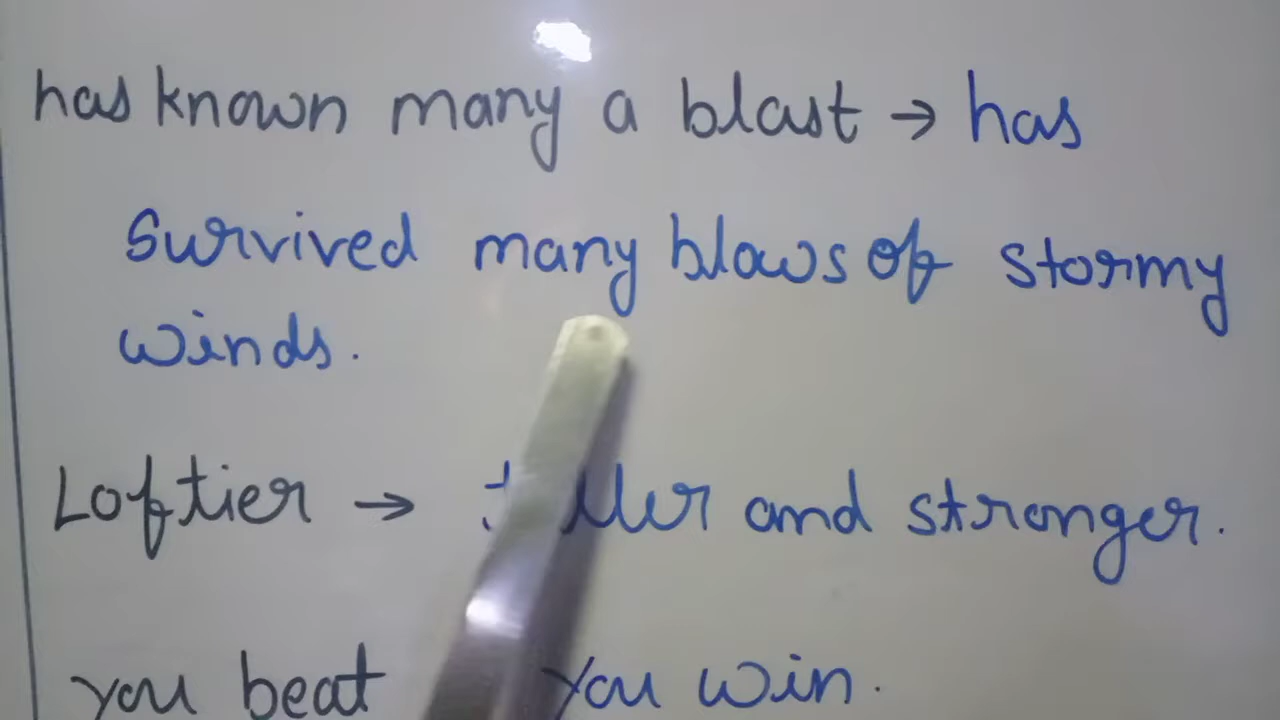 has known many a blast → has
survived many blows of stormy
winds.
Loftier → and stronger.
you beat you win.